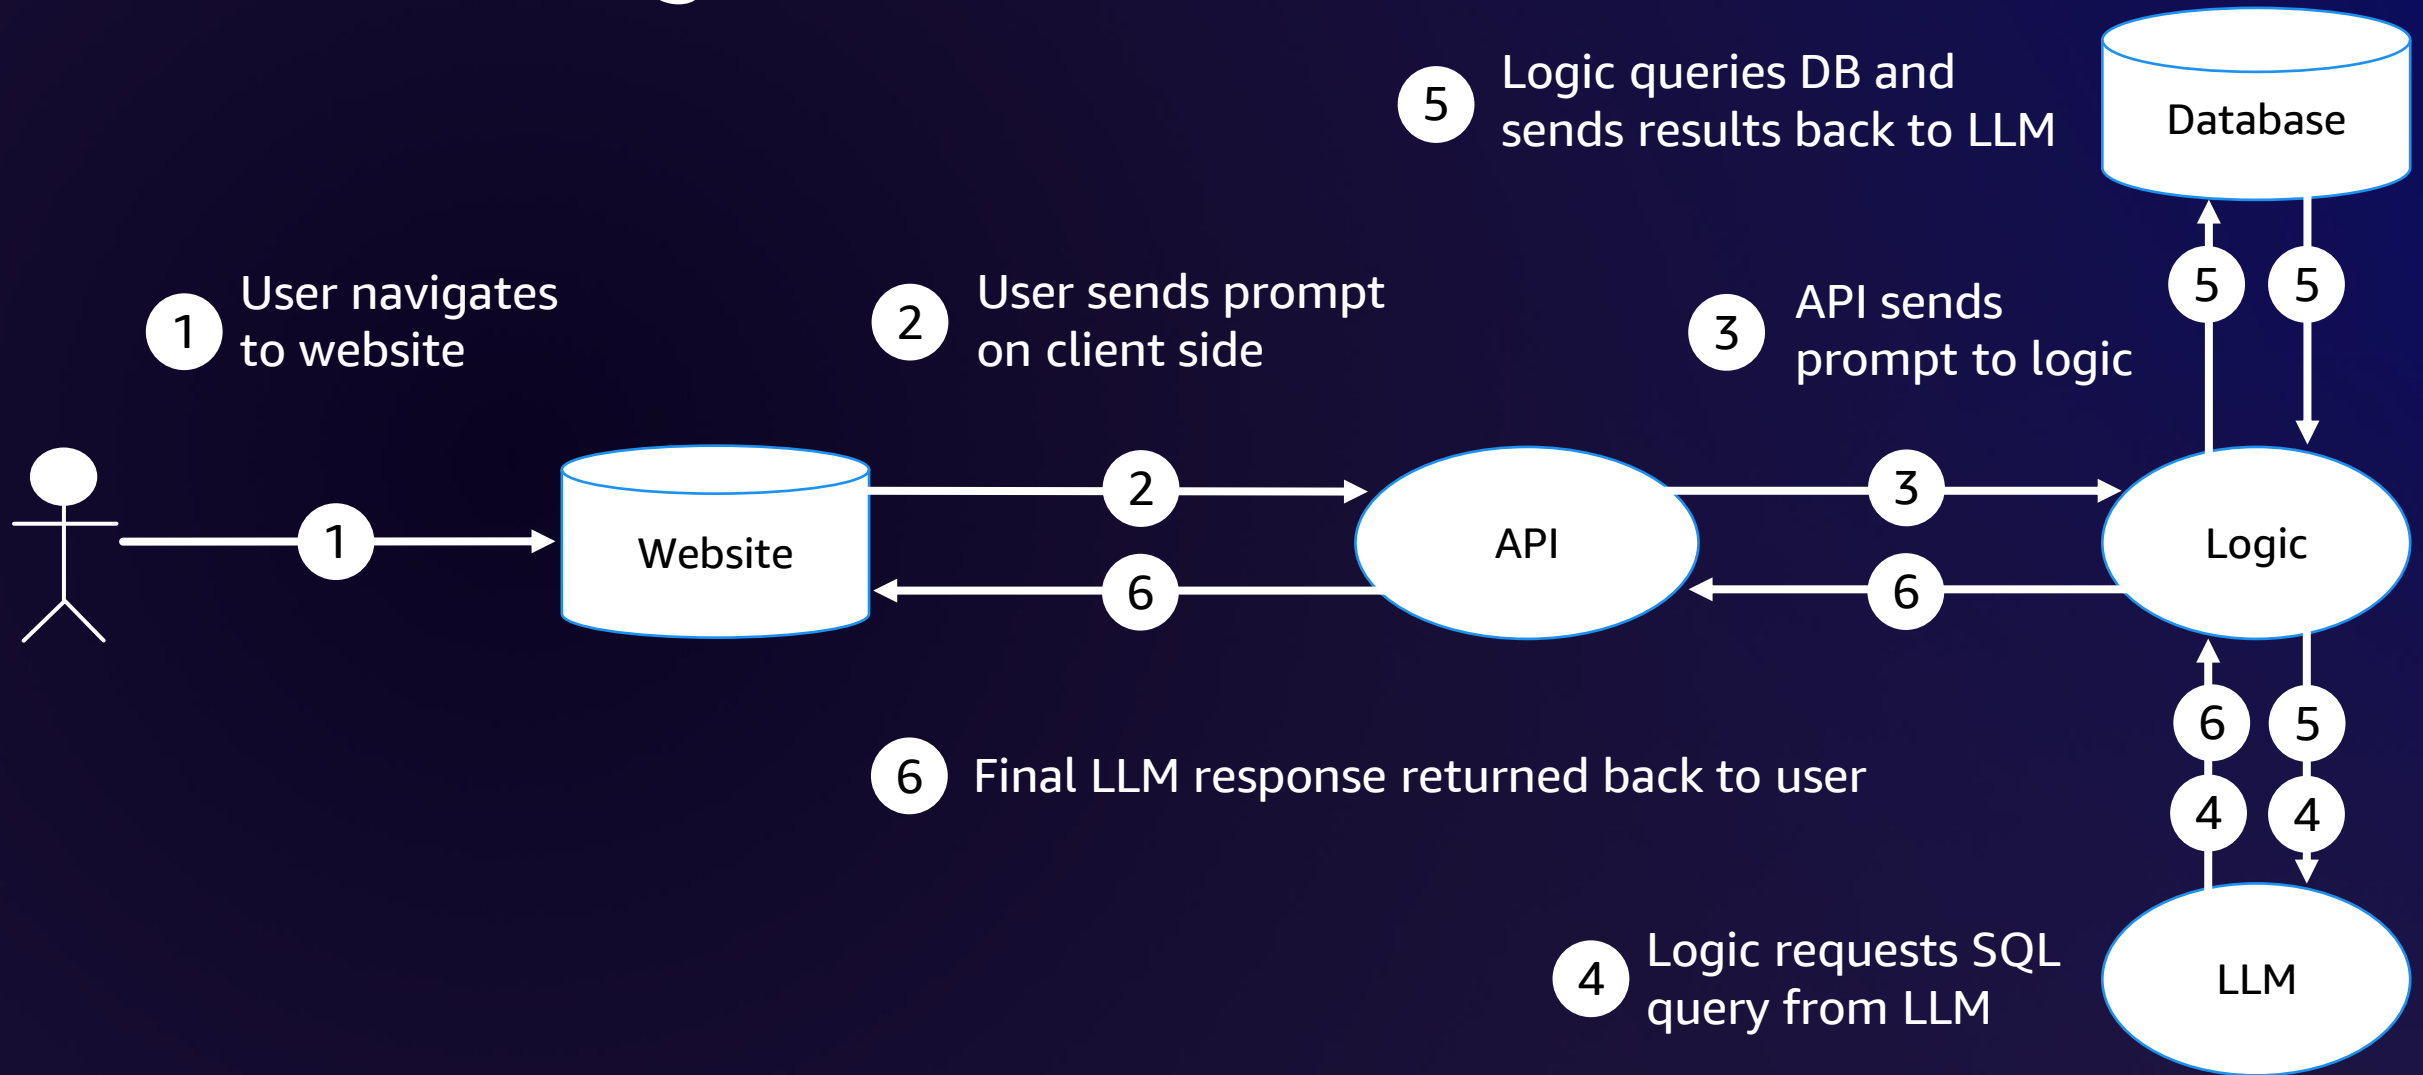 5
Logic queries DB and
sends results back to LLM
Database
1
User navigates
to website
2
User sends prompt
on client side
3
API sends
prompt to logic
5
5
1
Website
2
6
API
3
6
Logic
6
Final LLM response returned back to user
6
5
4
4
4
Logic requests SQL
query from LLM
LLM